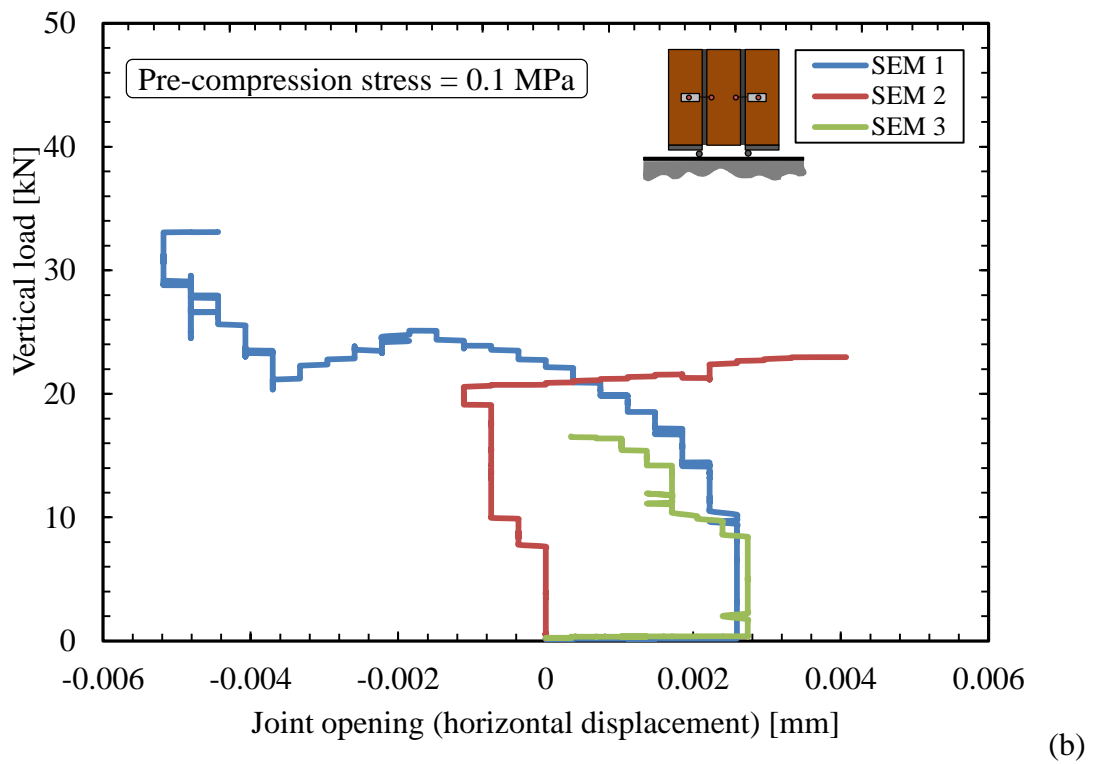 50
40
30
20
10
0
Vertical load [kN]
Pre-compression stress = 0.1 MPa
SEM 1
SEM 2
SEM 3
-0.006 -0.004 -0.002 0 0.002 0.004 0.006
Joint opening (horizontal displacement) [mm]
(b)